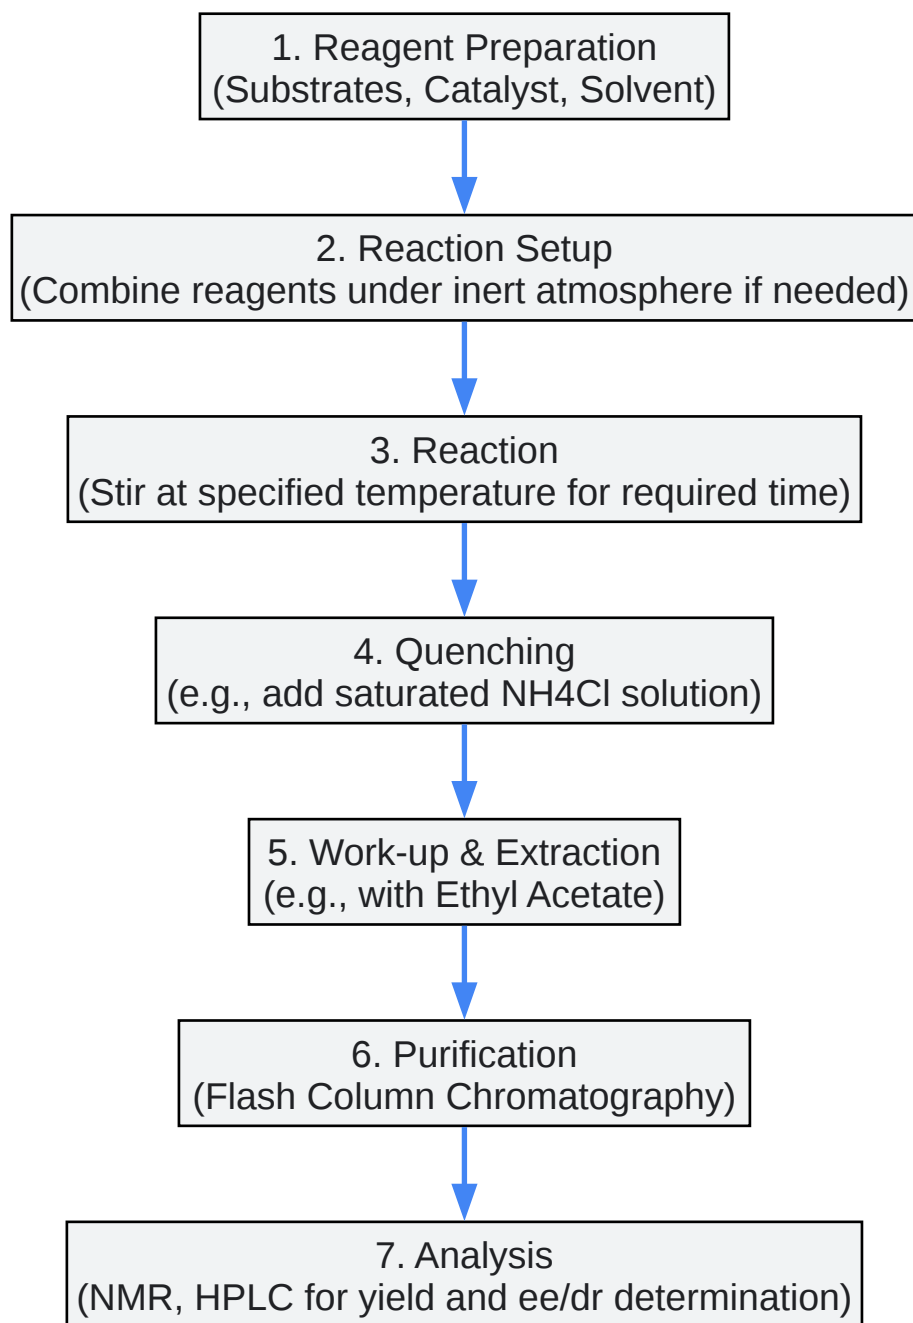 1. Reagent Preparation
(Substrates, Catalyst, Solvent)
2. Reaction Setup
(Combine reagents under inert atmosphere if needed)
3. Reaction
(Stir at specified temperature for required time)
4. Quenching
(e.g., add saturated NH4Cl solution)
5. Work-up & Extraction
(e.g., with Ethyl Acetate)
6. Purification
(Flash Column Chromatography)
7. Analysis
(NMR, HPLC for yield and ee/dr determination)